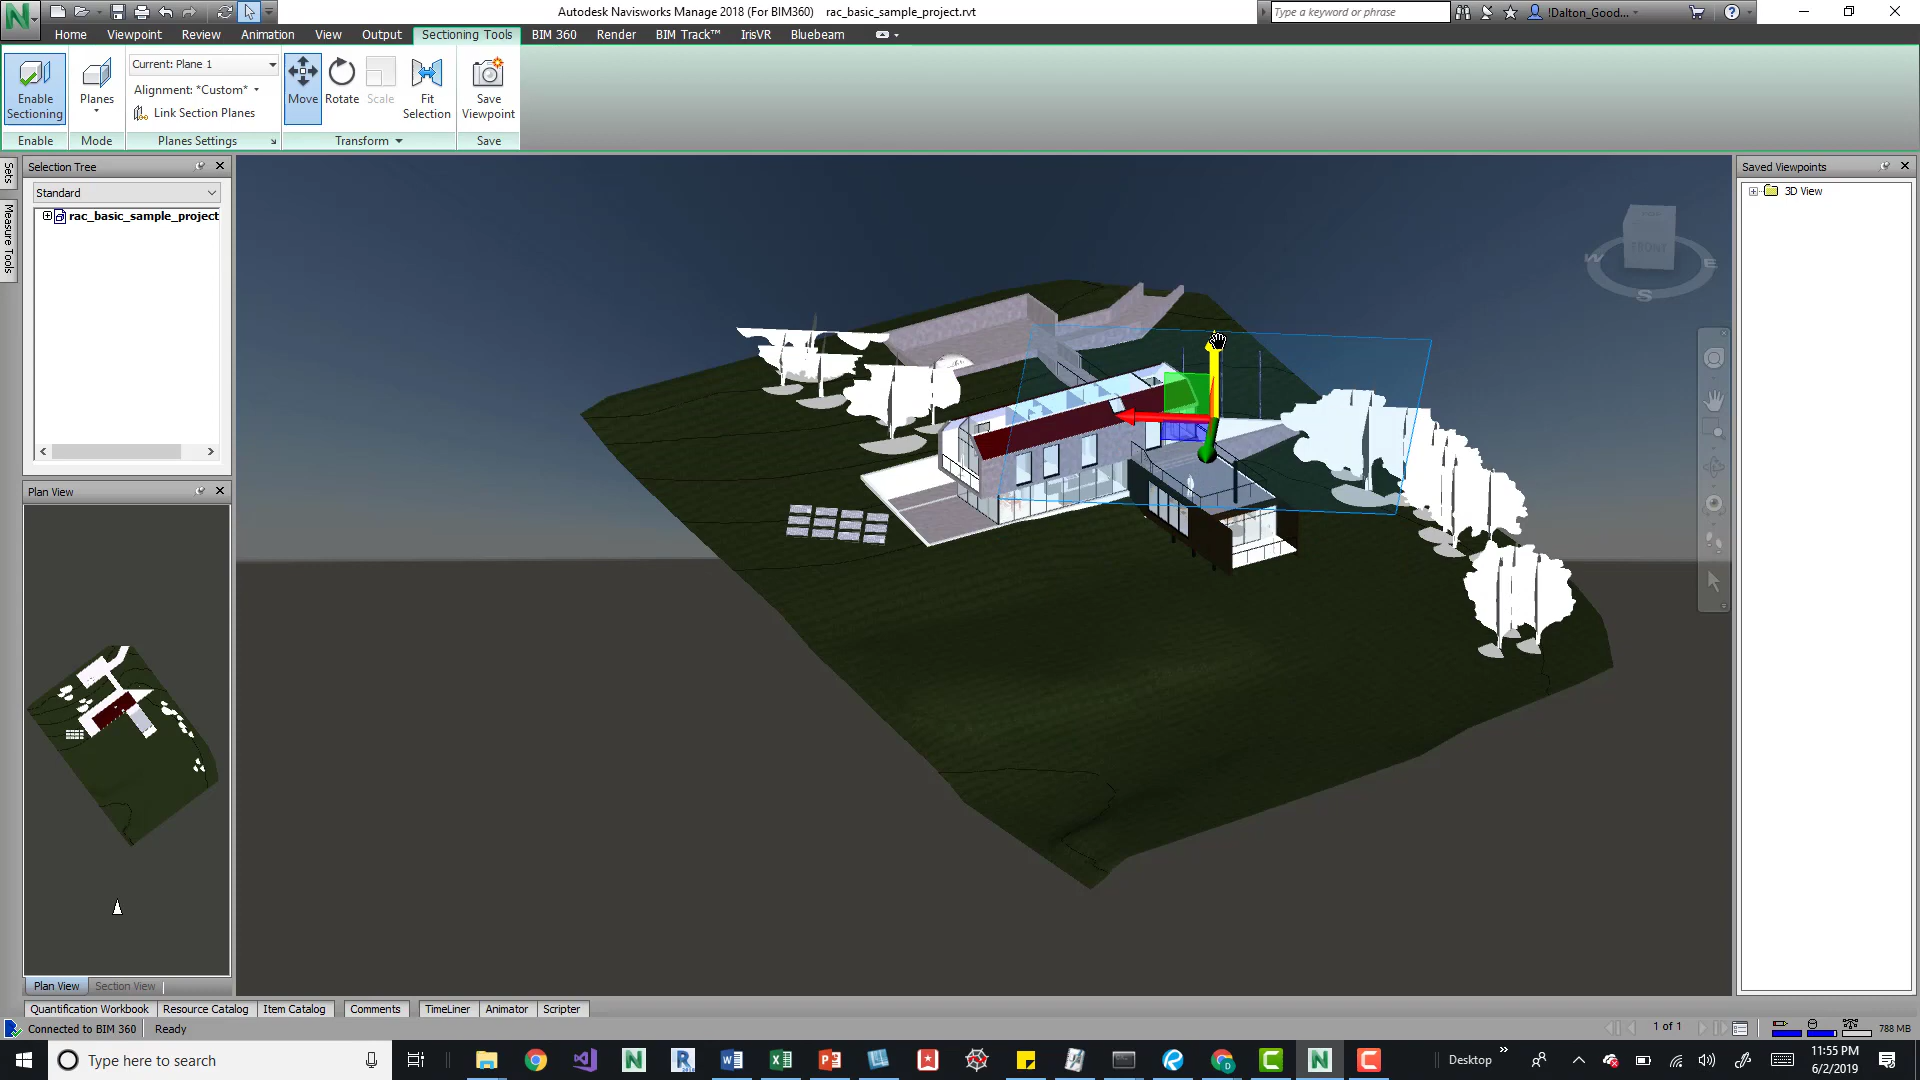 Autodesk Navisworks Manage 2018 (For BIM360) rac_basic_sample_project.rvt
Type a keyword or phrase
!Dalton_Good...
Home Viewpoint Review Animation View Output Sectioning Tools BIM 360 Render BIM Track™ IrisVR Bluebeam
Enable Sectioning
Planes
Current: Plane 1
Alignment: *Custom*
Link Section Planes
Move Rotate Scale
Fit Selection
Save Viewpoint
Enable Mode Planes Settings Transform Save
Sets
Measure Tools
Selection Tree
Standard
rac_basic_sample_project
Plan View
Plan View Section View
FRONT
W
E
S
Saved Viewpoints
3D View
Quantification Workbook Resource Catalog Item Catalog Comments TimeLiner Animator Scripter
Connected to BIM 360 Ready
1 of 1
788 MB
Type here to search
Desktop
11:55 PM
6/2/2019